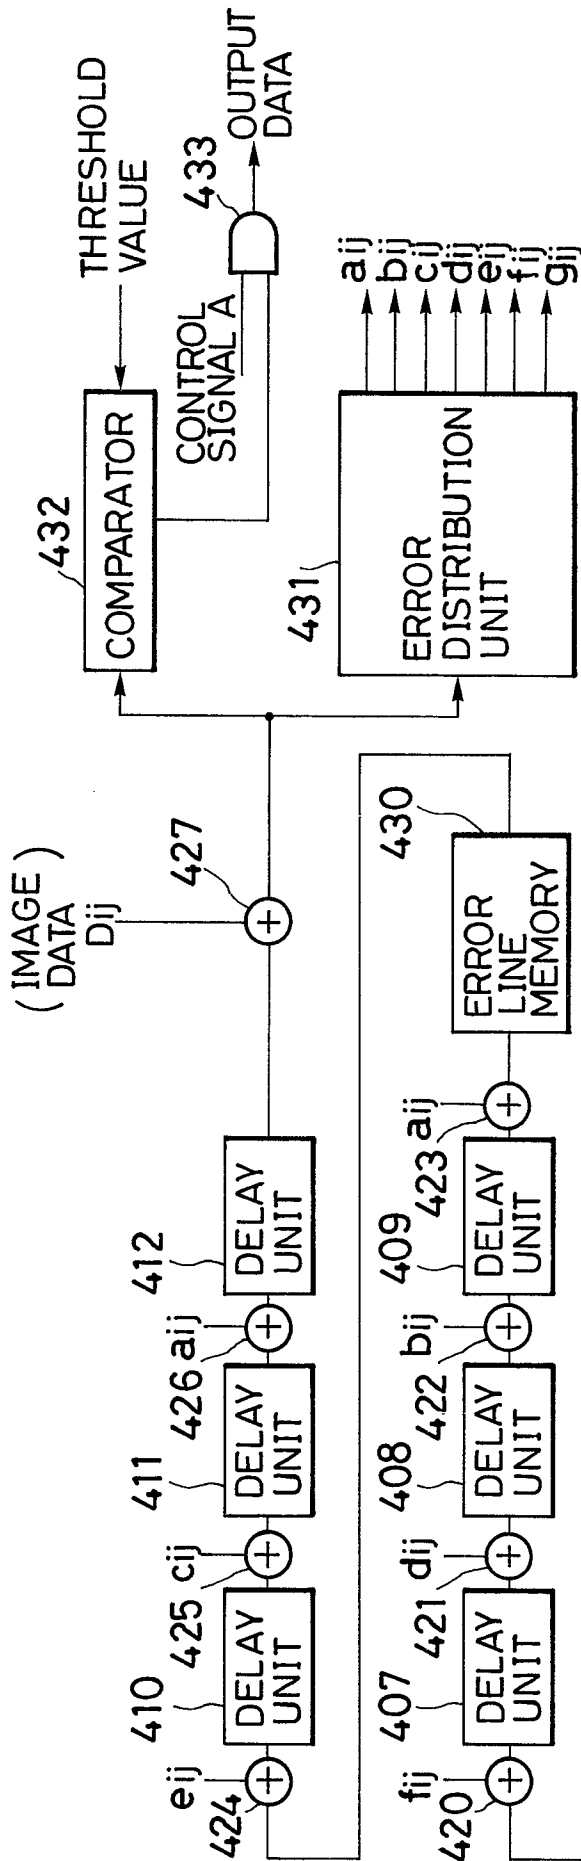 ( IMAGE )
DATA
Dij
427
THRESHOLD
VALUE
432
COMPARATOR
CONTROL
SIGNAL A
433
OUTPUT
DATA
431
ERROR
DISTRIBUTION
UNIT
aij
bij
cij
dij
eij
fij
gij
eij
424
410
DELAY
UNIT
cij
425
411
DELAY
UNIT
aij
426
412
DELAY
UNIT
fij
420
407
DELAY
UNIT
dij
421
408
DELAY
UNIT
bij
422
409
DELAY
UNIT
aij
423
ERROR
LINE
MEMORY
430